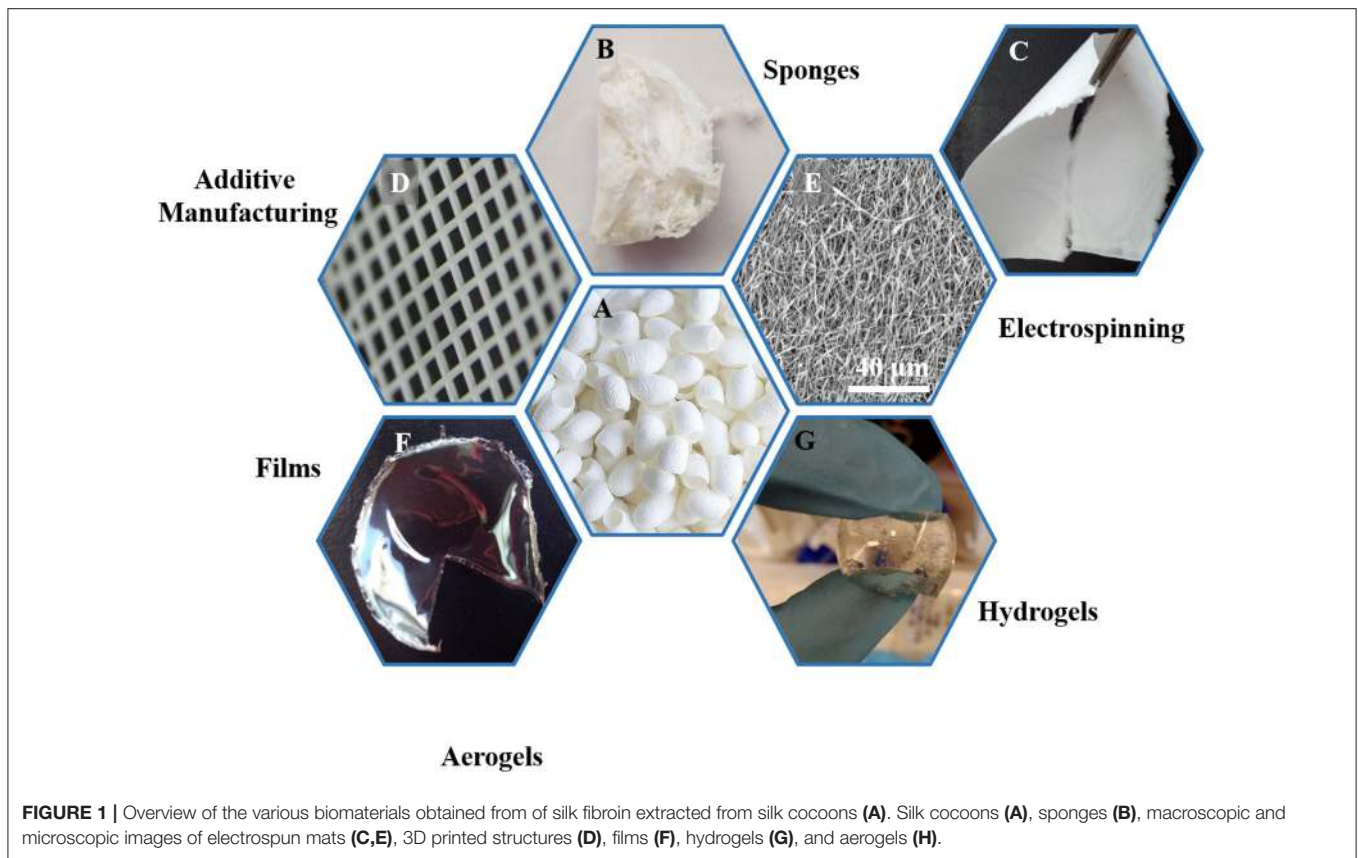 B
Sponges
C
Additive
Manufacturing
D
E
A
40 μm
Electrospinning
F
Films
G
Hydrogels
Aerogels
FIGURE 1 | Overview of the various biomaterials obtained from of silk fibroin extracted from silk cocoons (A). Silk cocoons (A), sponges (B), macroscopic and
microscopic images of electrospun mats (C,E), 3D printed structures (D), films (F), hydrogels (G), and aerogels (H).